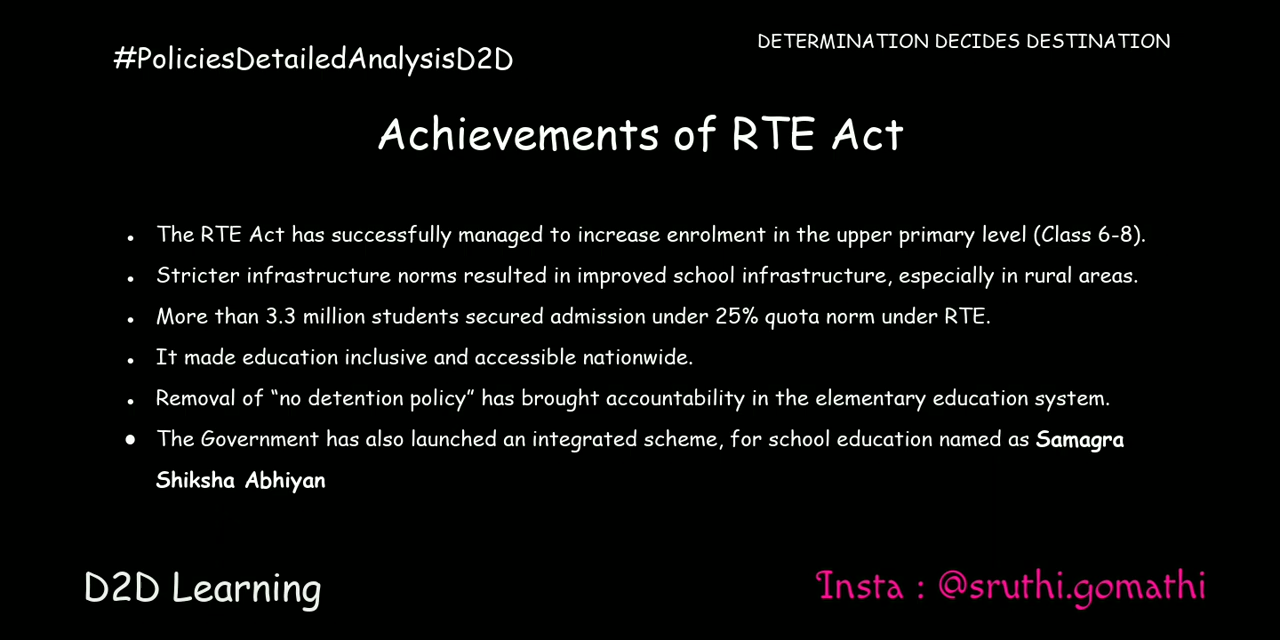 #PoliciesDetailedAnalysisD2D
DETERMINATION DECIDES DESTINATION
Achievements of RTE Act
• The RTE Act has successfully managed to increase enrolment in the upper primary level (Class 6-8).
• Stricter infrastructure norms resulted in improved school infrastructure, especially in rural areas.
• More than 3.3 million students secured admission under 25% quota norm under RTE.
• It made education inclusive and accessible nationwide.
• Removal of “no detention policy” has brought accountability in the elementary education system.
• The Government has also launched an integrated scheme, for school education named as Samagra
Shiksha Abhiyan
D2D Learning
Insta : @sruthi.gomathi